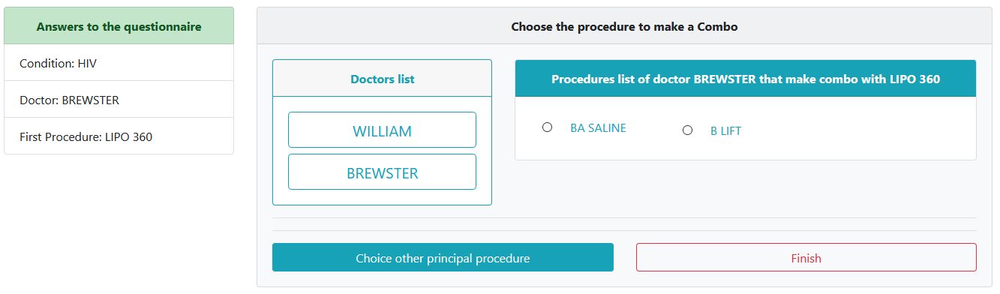 Answers to the questionnaire
Condition: HIV
Doctor: BREWSTER
First Procedure: LIPO 360
Choose the procedure to make a Combo
Doctors list
WILLIAM
BREWSTER
Procedures list of doctor BREWSTER that make combo with LIPO 360
BA SALINE
B LIFT
Choice other principal procedure
Finish